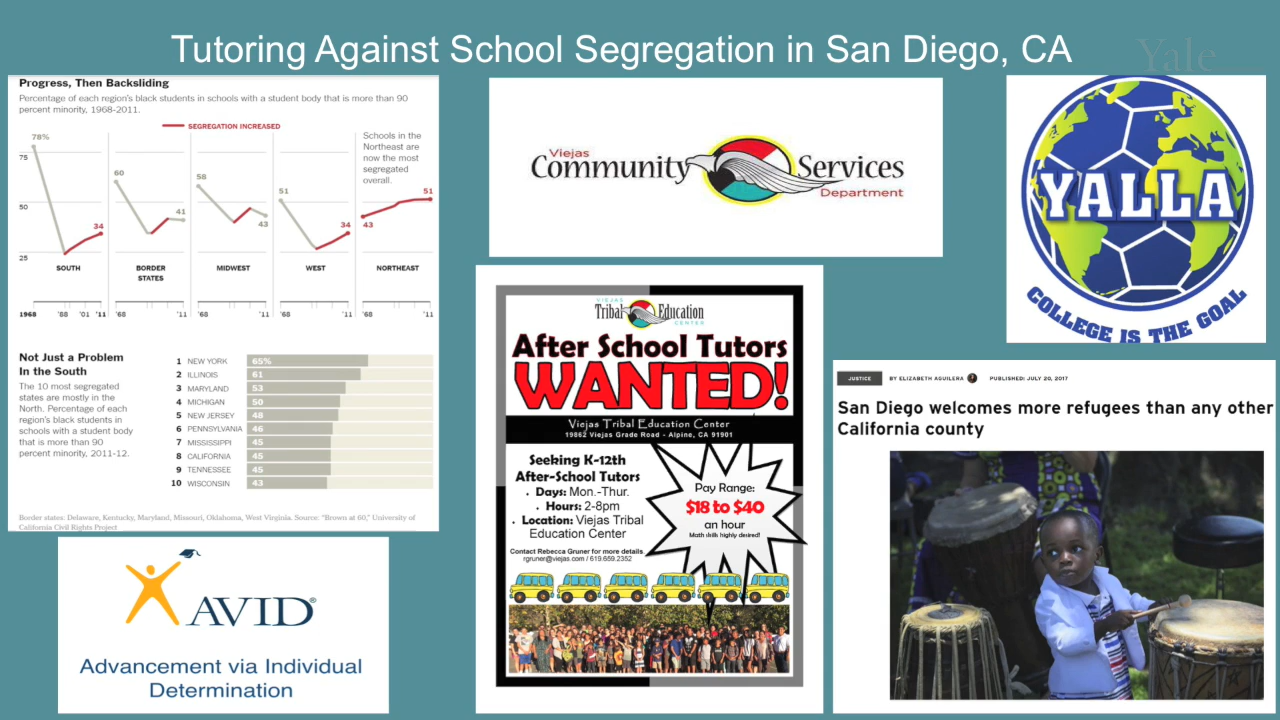 Tutoring Against School Segregation in San Diego, CA
Yale
Progress, Then Backsliding
Percentage of each region's black students in schools with a student body that is more than 90
percent minority, 1968-2011.
SEGREGATION INCREASED
78%
75
50
25
34
SOUTH
60
41
BORDER
STATES
58
43
MIDWEST
51
34
WEST
Schools in the
Northeast are
now the most
segregated
overall.
51
43
NORTHEAST
1968 '88 '01 '11 '68 '11 '68 '11 '68 '11 '68 '11
Not Just a Problem
In the South
The 10 most segregated
states are mostly in the
North. Percentage of each
region's black students in
schools with a student body
that is more than 90
percent minority, 2011-12.
1 NEW YORK 65%
2 ILLINOIS 61
3 MARYLAND 53
4 MICHIGAN 50
5 NEW JERSEY 48
6 PENNSYLVANIA 46
7 MISSISSIPPI 45
8 CALIFORNIA 45
9 TENNESSEE 45
10 WISCONSIN 43
Border states: Delaware, Kentucky, Maryland, Missouri, Oklahoma, West Virginia. Source: "Brown at 60," University of
California Civil Rights Project
AVID®
Advancement via Individual
Determination
Viejas
Community Services
Department
VIEJAS
Tribal Education
CENTER
After School Tutors
WANTED!
Viejas Tribal Education Center
19862 Viejas Grade Road - Alpine, CA 91901
Seeking K-12th
After-School Tutors
. Days: Mon.-Thur.
. Hours: 2-8pm
. Location: Viejas Tribal
Education Center
Contact Rebecca Gruner for more details
rgruner@viejas.com / 619.659.2352
Pay Range:
$18 to $40
an hour
Math skills highly desired!
YALLA
COLLEGE IS THE GOAL
JUSTICE BY ELIZABETH AGUILERA PUBLISHED: JULY 20, 2017
San Diego welcomes more refugees than any other
California county